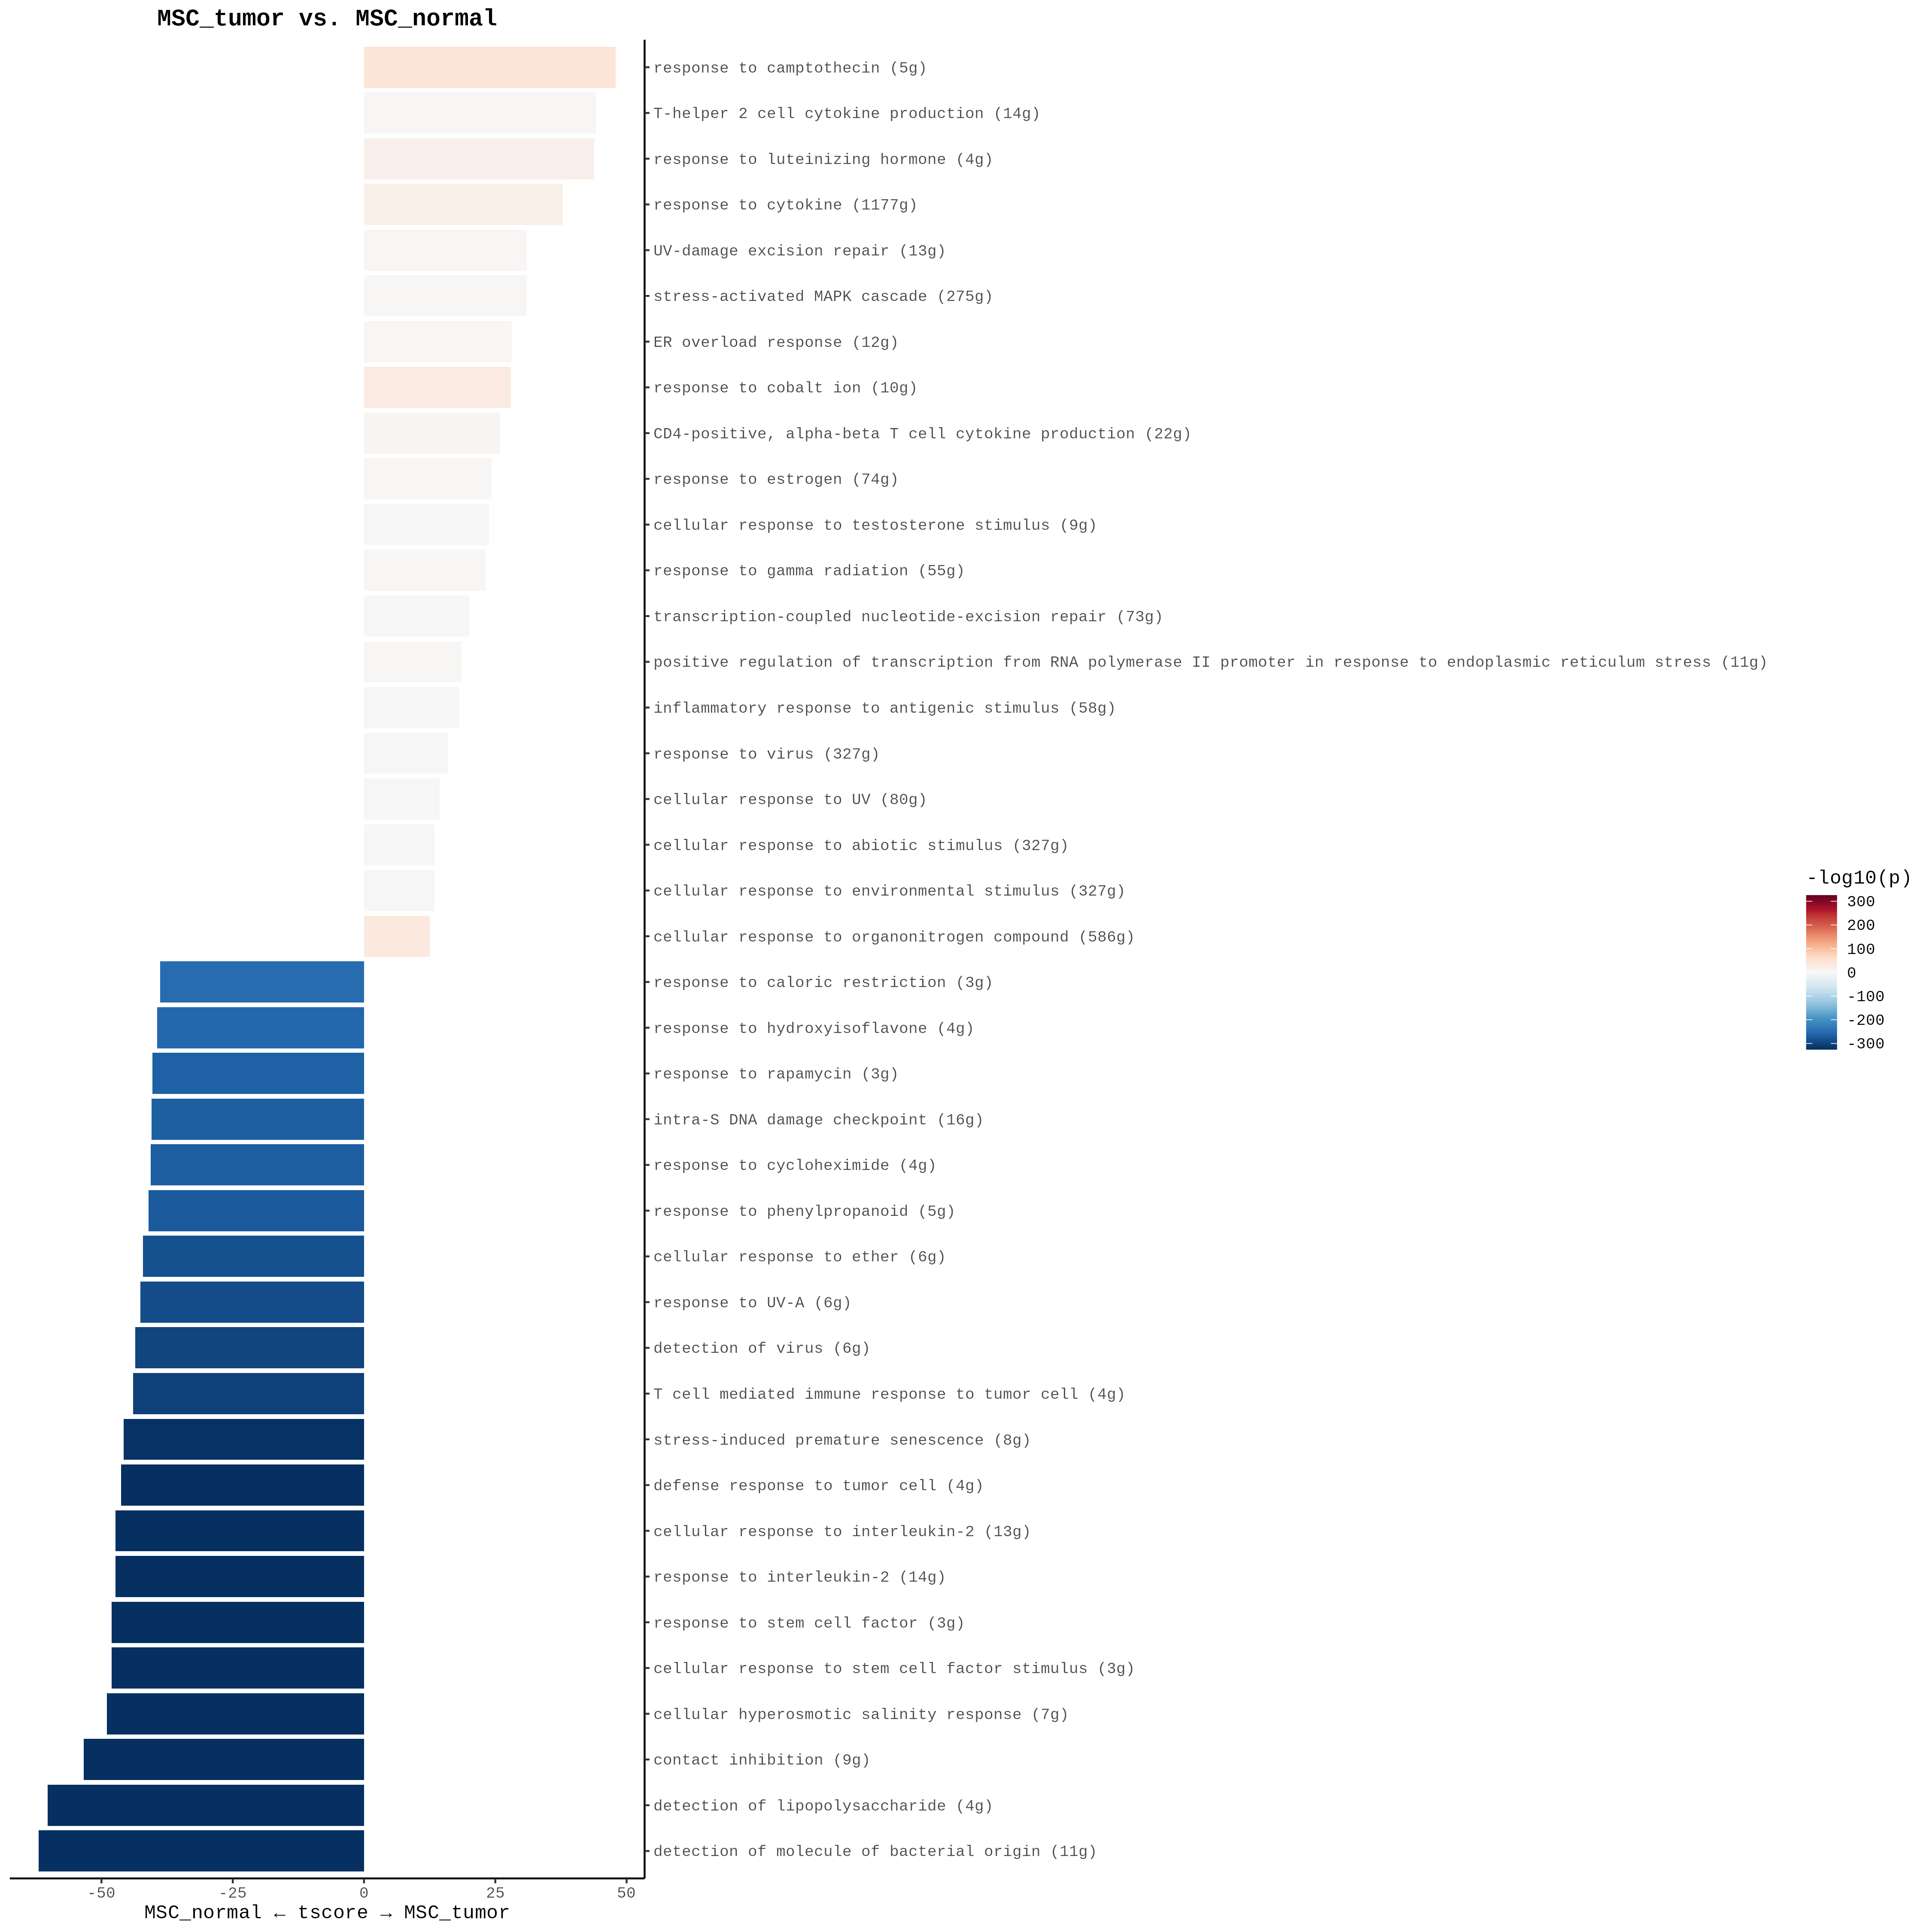 MSC_tumor vs. MSC_normal
response to camptothecin (5g)
T-helper 2 cell cytokine production (14g)
response to luteinizing hormone (4g)
response to cytokine (1177g)
UV-damage excision repair (13g)
stress-activated MAPK cascade (275g)
ER overload response (12g)
response to cobalt ion (10g)
CD4-positive, alpha-beta T cell cytokine production (22g)
response to estrogen (74g)
cellular response to testosterone stimulus (9g)
response to gamma radiation (55g)
transcription-coupled nucleotide-excision repair (73g)
positive regulation of transcription from RNA polymerase II promoter in response to endoplasmic reticulum stress (11g)
inflammatory response to antigenic stimulus (58g)
response to virus (327g)
cellular response to UV (80g)
cellular response to abiotic stimulus (327g)
cellular response to environmental stimulus (327g)
cellular response to organonitrogen compound (586g)
response to caloric restriction (3g)
response to hydroxyisoflavone (4g)
response to rapamycin (3g)
intra-S DNA damage checkpoint (16g)
response to cycloheximide (4g)
response to phenylpropanoid (5g)
cellular response to ether (6g)
response to UV-A (6g)
detection of virus (6g)
T cell mediated immune response to tumor cell (4g)
stress-induced premature senescence (8g)
defense response to tumor cell (4g)
cellular response to interleukin-2 (13g)
response to interleukin-2 (14g)
response to stem cell factor (3g)
cellular response to stem cell factor stimulus (3g)
cellular hyperosmotic salinity response (7g)
contact inhibition (9g)
detection of lipopolysaccharide (4g)
detection of molecule of bacterial origin (11g)
-50 -25 0 25 50
MSC_normal ← tscore → MSC_tumor
-log10(p)
300
200
100
0
-100
-200
-300